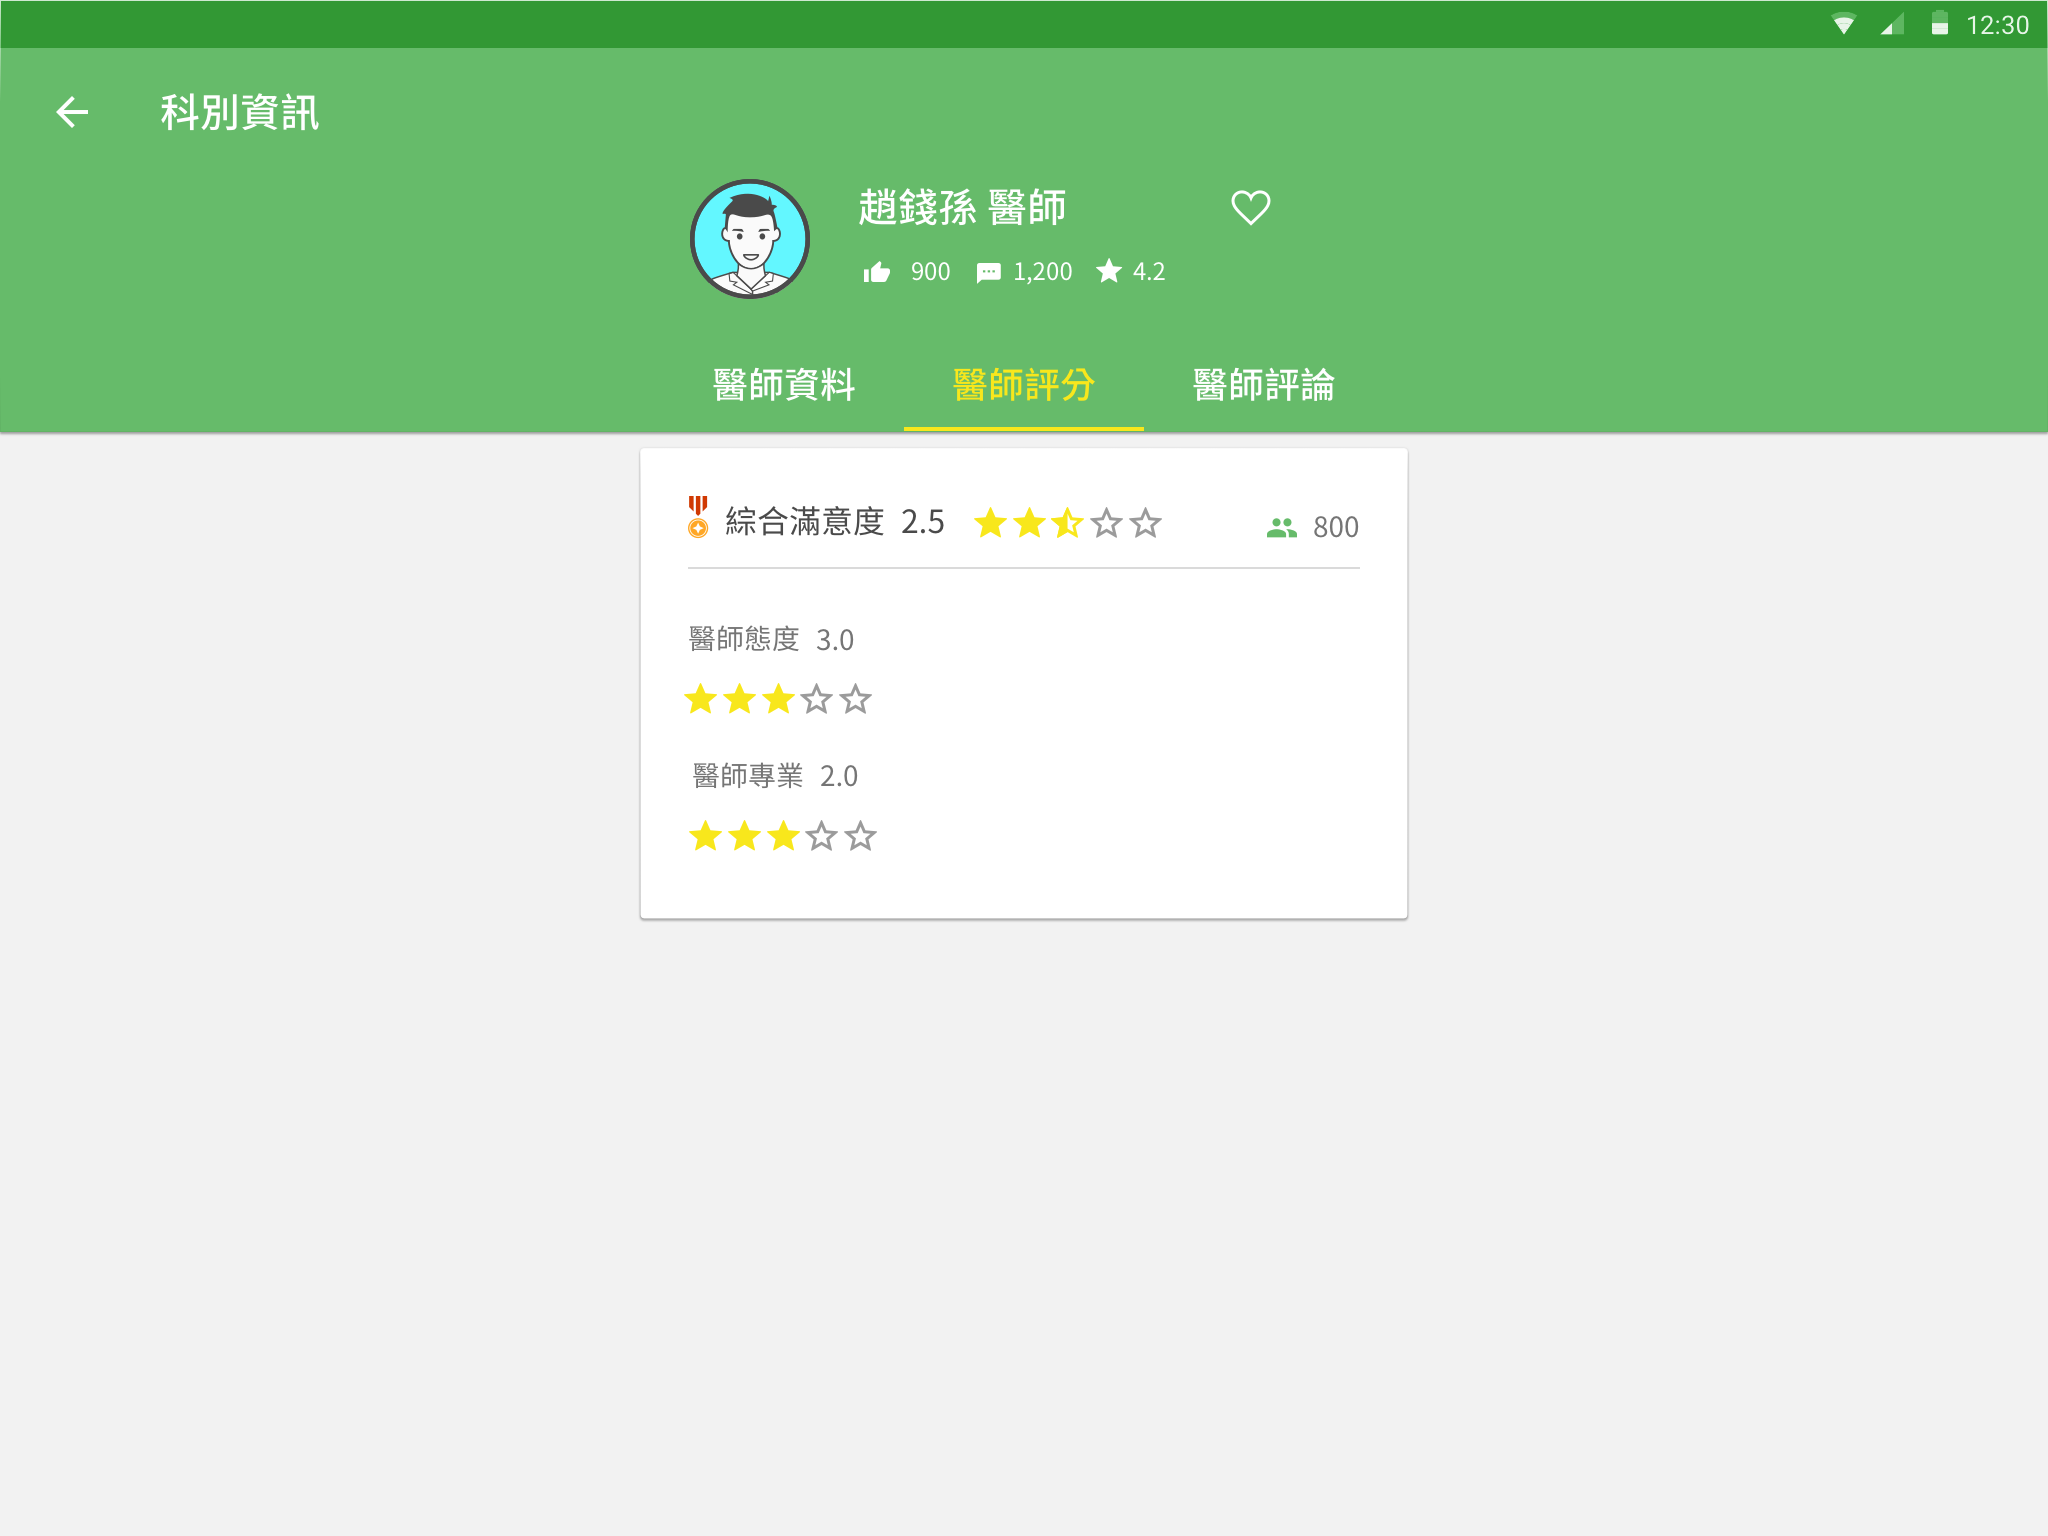 12:30
科別資訊
趙錢孫 醫師
900 1,200 4.2
醫師資料 醫師評分 醫師評論
綜合滿意度 2.5 800
醫師態度 3.0
醫師專業 2.0